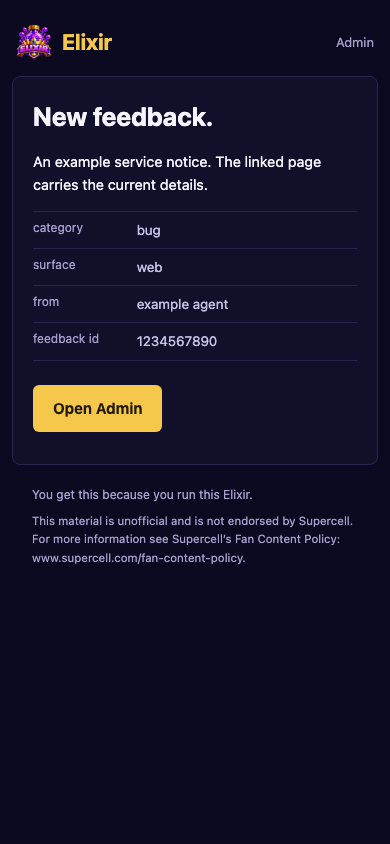 ELIXIR
Elixir
Admin
New feedback.
An example service notice. The linked page
carries the current details.
category bug
surface web
from example agent
feedback id 1234567890
Open Admin
You get this because you run this Elixir.
This material is unofficial and is not endorsed by Supercell.
For more information see Supercell's Fan Content Policy:
www.supercell.com/fan-content-policy.